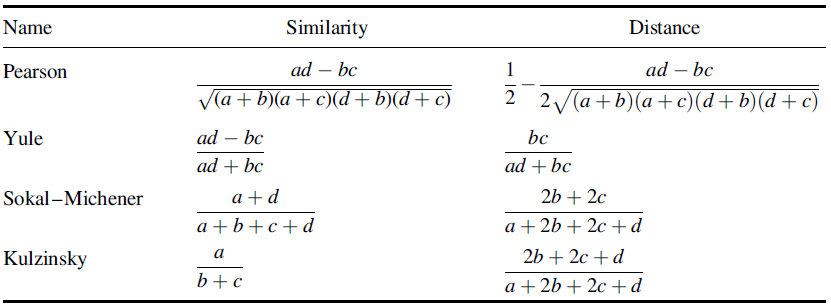 Name Similarity Distance
Pearson \frac{ad - bc}{\sqrt{(a + b)(a + c)(d + b)(d + c)}} \frac{1}{2} - \frac{ad - bc}{2\sqrt{(a + b)(a + c)(d + b)(d + c)}}
Yule \frac{ad - bc}{ad + bc} \frac{bc}{ad + bc}
Sokal–Michener \frac{a + d}{a + b + c + d} \frac{2b + 2c}{a + 2b + 2c + d}
Kulzinsky \frac{a}{b + c} \frac{2b + 2c + d}{a + 2b + 2c + d}